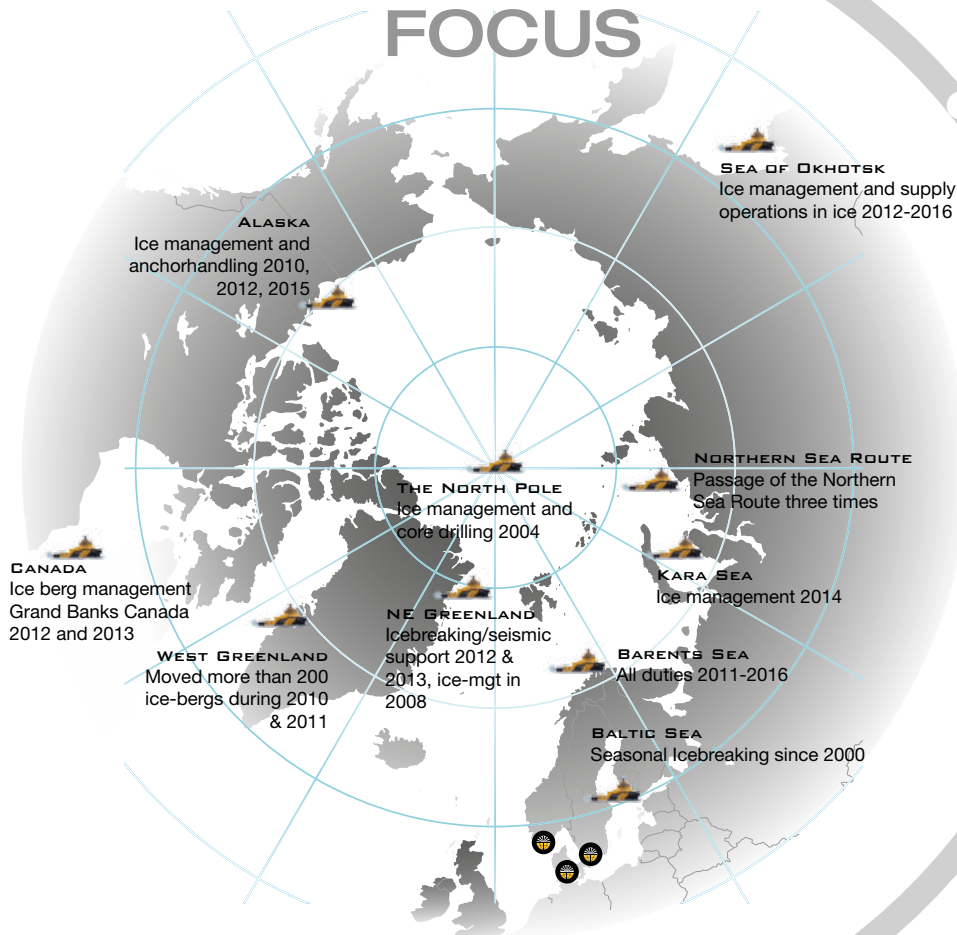 FOCUS
SEA OF OKHOTSK
Ice management and supply
operations in ice 2012-2016
ALASKA
Ice management and
anchorhandling 2010,
2012, 2015
NORTHERN SEA ROUTE
Passage of the Northern
Sea Route three times
THE NORTH POLE
Ice management and
core drilling 2004
CANADA
Ice berg management
Grand Banks Canada
2012 and 2013
KARA SEA
Ice management 2014
NE GREENLAND
Icebreaking/seismic
support 2012 &
2013, ice-mgt in
2008
WEST GREENLAND
Moved more than 200
ice-bergs during 2010
& 2011
BARENTS SEA
All duties 2011-2016
BALTIC SEA
Seasonal Icebreaking since 2000